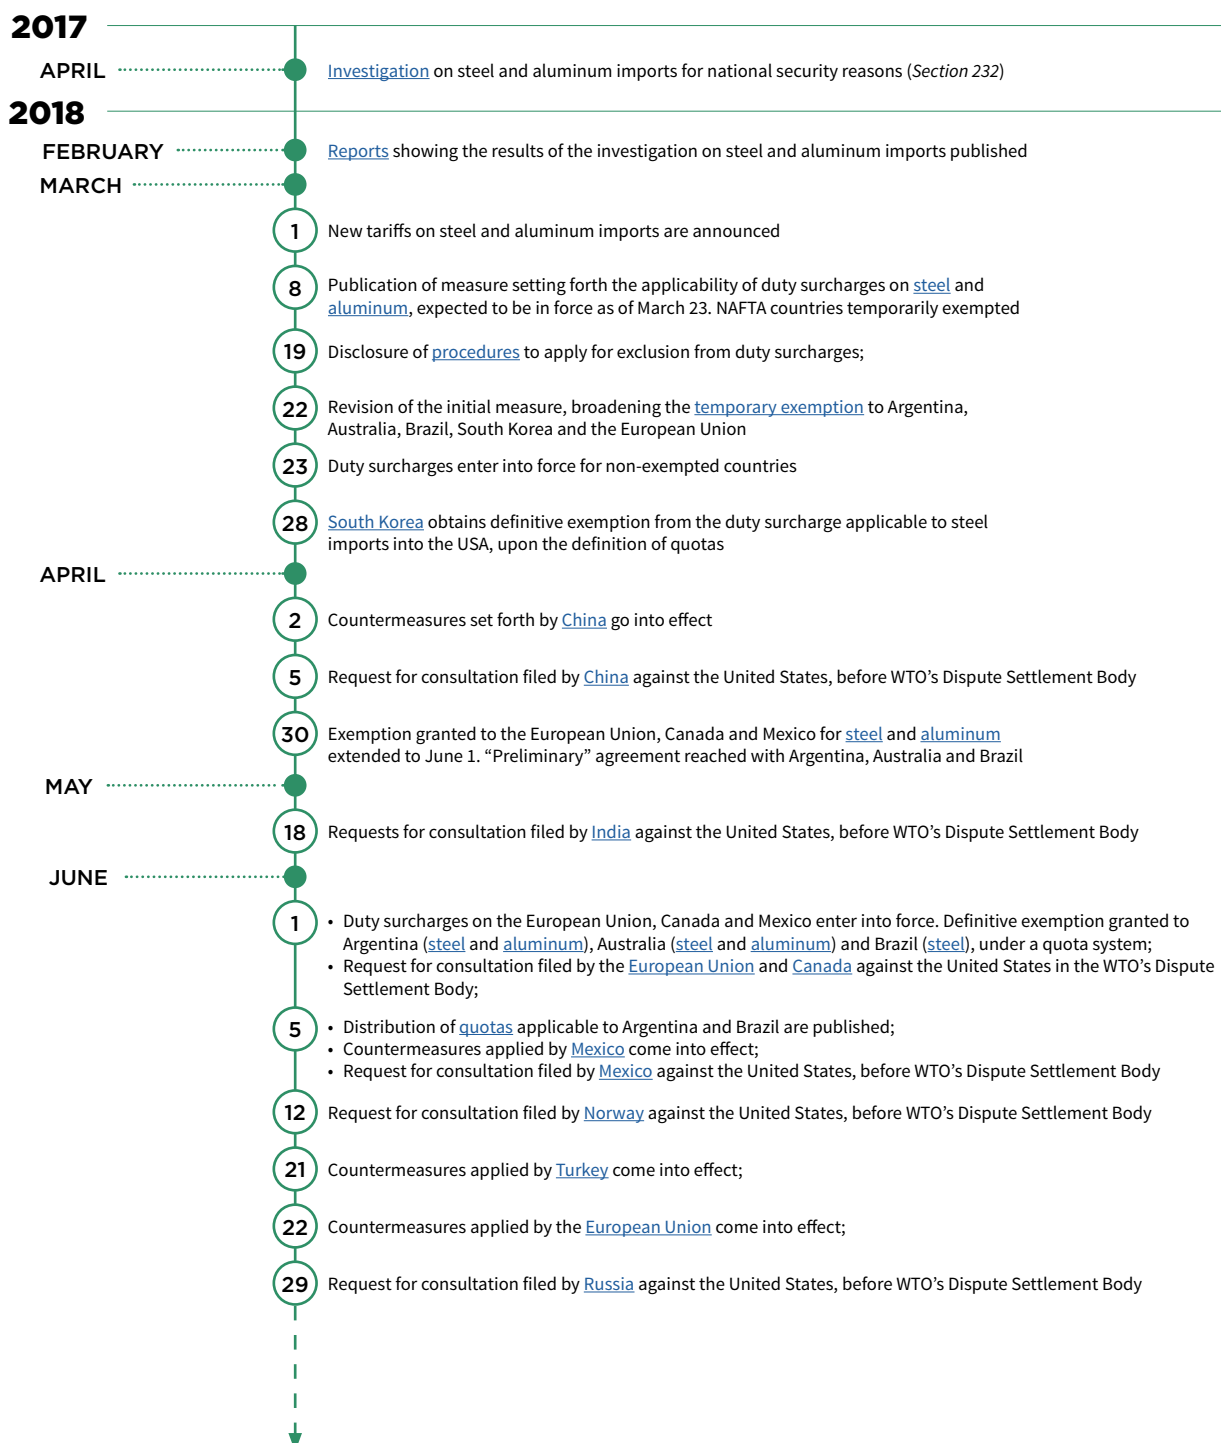 2017
APRIL
Investigation on steel and aluminum imports for national security reasons (Section 232)
2018
FEBRUARY
Reports showing the results of the investigation on steel and aluminum imports published
MARCH
1
New tariffs on steel and aluminum imports are announced
8
Publication of measure setting forth the applicability of duty surcharges on steel and
aluminum, expected to be in force as of March 23. NAFTA countries temporarily exempted
19
Disclosure of procedures to apply for exclusion from duty surcharges;
22
Revision of the initial measure, broadening the temporary exemption to Argentina,
Australia, Brazil, South Korea and the European Union
23
Duty surcharges enter into force for non-exempted countries
28
South Korea obtains definitive exemption from the duty surcharge applicable to steel
imports into the USA, upon the definition of quotas
APRIL
2
Countermeasures set forth by China go into effect
5
Request for consultation filed by China against the United States, before WTO's Dispute Settlement Body
30
Exemption granted to the European Union, Canada and Mexico for steel and aluminum
extended to June 1. “Preliminary” agreement reached with Argentina, Australia and Brazil
MAY
18
Requests for consultation filed by India against the United States, before WTO's Dispute Settlement Body
JUNE
1
• Duty surcharges on the European Union, Canada and Mexico enter into force. Definitive exemption granted to
Argentina (steel and aluminum), Australia (steel and aluminum) and Brazil (steel), under a quota system;
• Request for consultation filed by the European Union and Canada against the United States in the WTO's Dispute
Settlement Body;
5
• Distribution of quotas applicable to Argentina and Brazil are published;
• Countermeasures applied by Mexico come into effect;
• Request for consultation filed by Mexico against the United States, before WTO's Dispute Settlement Body
12
Request for consultation filed by Norway against the United States, before WTO's Dispute Settlement Body
21
Countermeasures applied by Turkey come into effect;
22
Countermeasures applied by the European Union come into effect;
29
Request for consultation filed by Russia against the United States, before WTO's Dispute Settlement Body